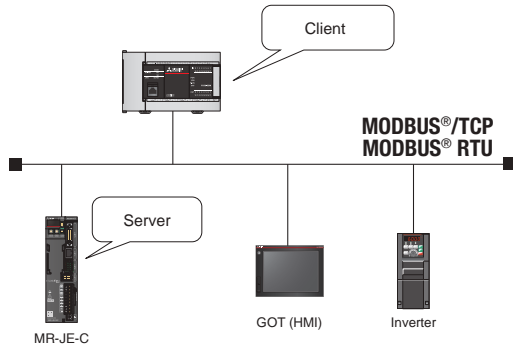 Client
MODBUS®/TCP
MODBUS® RTU
Server
MR-JE-C
GOT (HMI)
Inverter